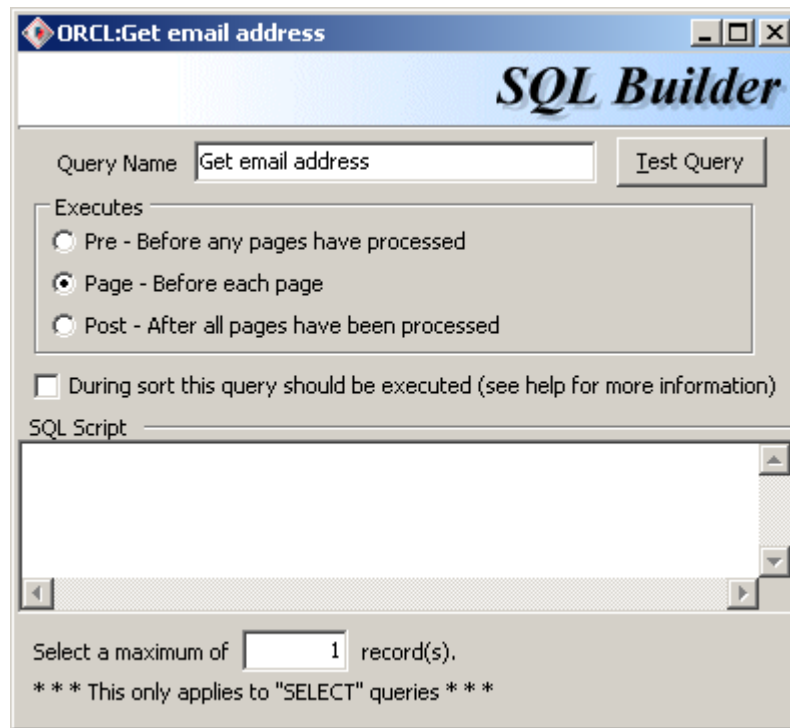 ORCL:Get email address
SQL Builder
Query Name Get email address Test Query
Executes
Pre - Before any pages have processed
Page - Before each page
Post - After all pages have been processed
During sort this query should be executed (see help for more information)
SQL Script
Select a maximum of 1 record(s).
* * * This only applies to "SELECT" queries * * *